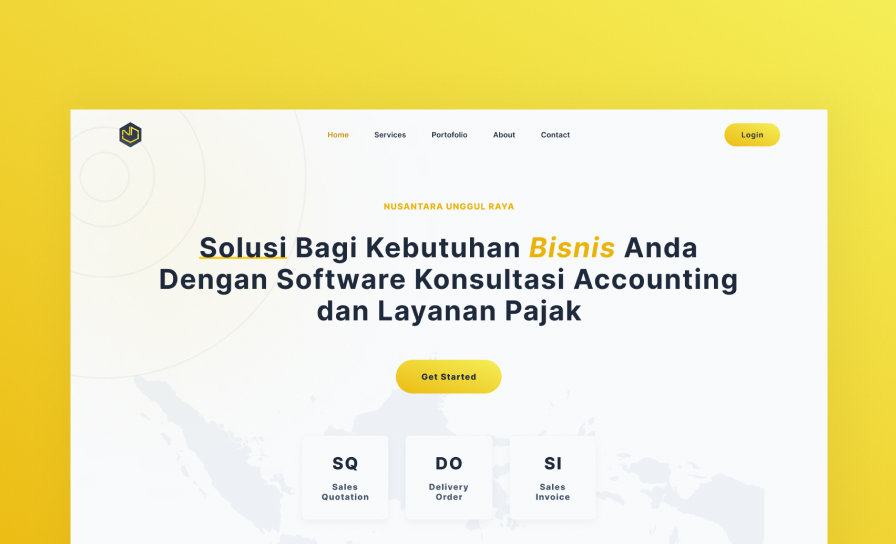 Home Services Portofolio About Contact Login
NUSANTARA UNGGUL RAYA
Solusi Bagi Kebutuhan Bisnis Anda
Dengan Software Konsultasi Accounting
dan Layanan Pajak
Get Started
SQ
Sales
Quotation
DO
Delivery
Order
SI
Sales
Invoice